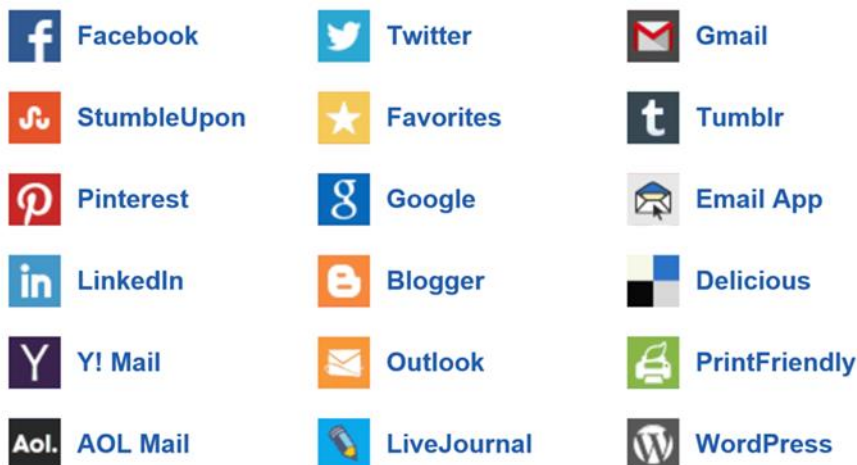 Facebook
Twitter
Gmail
StumbleUpon
Favorites
Tumblr
Pinterest
Google
Email App
in LinkedIn
Blogger
Delicious
Y! Mail
Outlook
PrintFriendly
Aol. AOL Mail
LiveJournal
WordPress